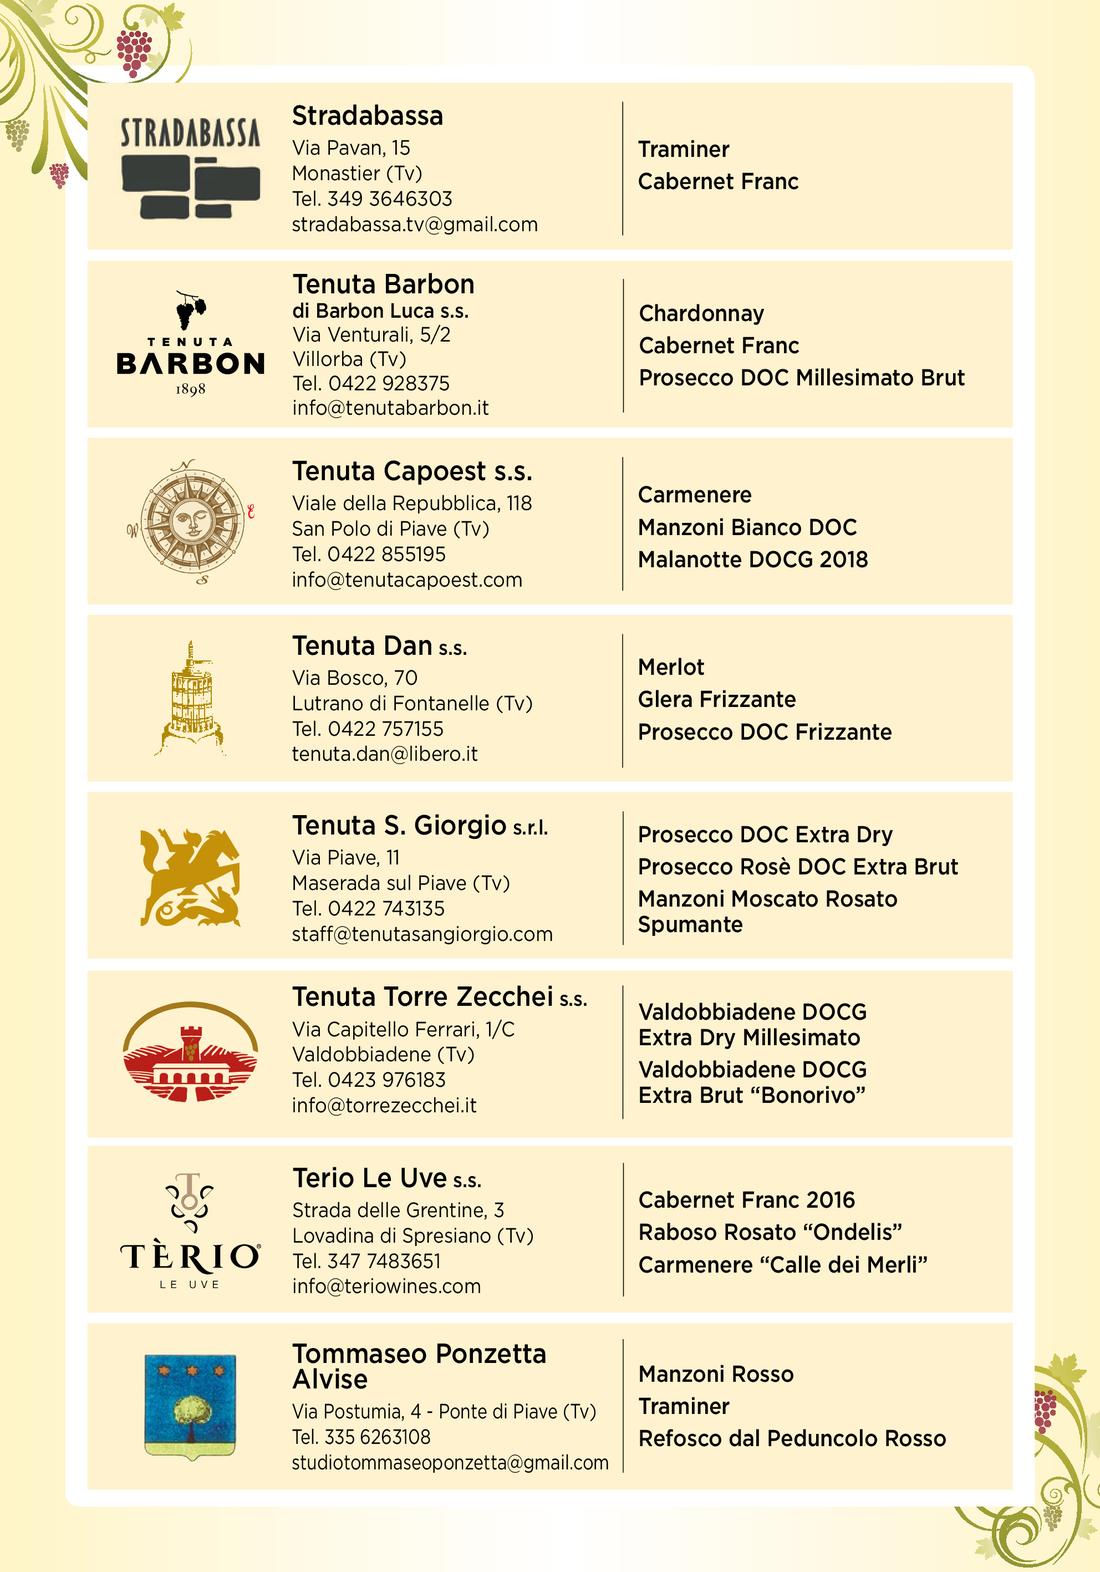 STRADABASSA
Stradabassa
Via Pavan, 15
Monastier (Tv)
Tel. 349 3646303
stradabassa.tv@gmail.com
Traminer
Cabernet Franc
TENUTA
BARBON
1898
Tenuta Barbon
di Barbon Luca s.s.
Via Venturali, 5/2
Villorba (Tv)
Tel. 0422 928375
info@tenutabarbon.it
Chardonnay
Cabernet Franc
Prosecco DOC Millesimato Brut
N
W
E
S
Tenuta Capoest s.s.
Viale della Repubblica, 118
San Polo di Piave (Tv)
Tel. 0422 855195
info@tenutacapoest.com
Carmenere
Manzoni Bianco DOC
Malanotte DOCG 2018
Tenuta Dan s.s.
Via Bosco, 70
Lutrano di Fontanelle (Tv)
Tel. 0422 757155
tenuta.dan@libero.it
Merlot
Glera Frizzante
Prosecco DOC Frizzante
Tenuta S. Giorgio s.r.l.
Via Piave, 11
Maserada sul Piave (Tv)
Tel. 0422 743135
staff@tenutasangiorgio.com
Prosecco DOC Extra Dry
Prosecco Rosè DOC Extra Brut
Manzoni Moscato Rosato
Spumante
Tenuta Torre Zecchei s.s.
Via Capitello Ferrari, 1/C
Valdobbiadene (Tv)
Tel. 0423 976183
info@torrezecchei.it
Valdobbiadene DOCG
Extra Dry Millesimato
Valdobbiadene DOCG
Extra Brut “Bonorivo”
TÈRIO®
LE UVE
Terio Le Uve s.s.
Strada delle Grentine, 3
Lovadina di Spresiano (Tv)
Tel. 347 7483651
info@teriowines.com
Cabernet Franc 2016
Raboso Rosato “Ondelis”
Carmenere “Calle dei Merli”
Tommaseo Ponzetta
Alvise
Via Postumia, 4 - Ponte di Piave (Tv)
Tel. 335 6263108
studiotommaseoponzetta@gmail.com
Manzoni Rosso
Traminer
Refosco dal Peduncolo Rosso